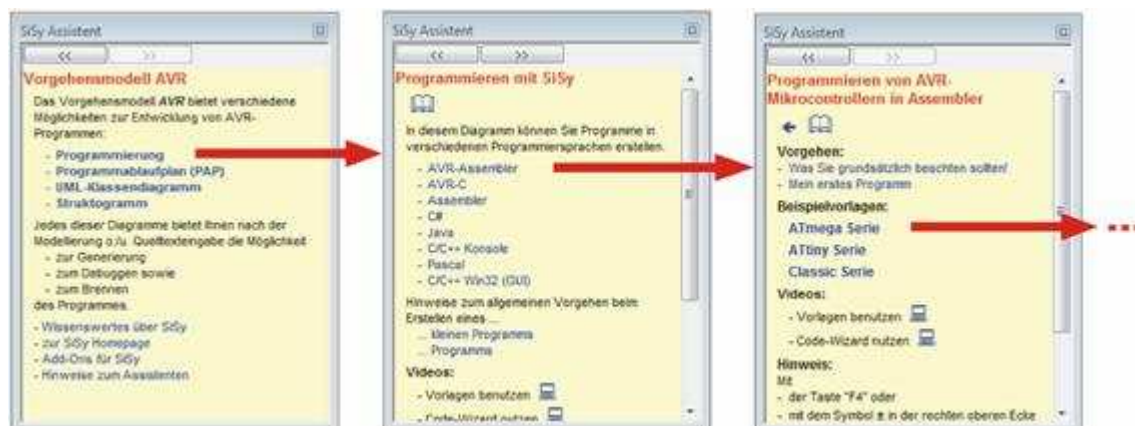 SiSy Assistent
<<
>>
Vorgehensmodell AVR
Das Vorgehensmodell AVR bietet verschiedene
Möglichkeiten zur Entwicklung von AVR-
Programmen:
- Programmierung
- Programmablaufplan (PAP)
- UML-Klassendiagramm
- Struktogramm
Jedes dieser Diagramme bietet Ihnen nach der
Modellierung o./u. Quelltexteingabe die Möglichkeit
- zur Generierung
- zum Debuggen sowie
- zum Brennen
des Programmes.
- Wissenswertes über SiSy
- zur SiSy Homepage
- Add-Ons für SiSy
- Hinweise zum Assistenten
SiSy Assistent
<<
>>
Programmieren mit SiSy
In diesem Diagramm können Sie Programme in
verschiedenen Programmiersprachen erstellen.
- AVR-Assembler
- AVR-C
- Assembler
- C#
- Java
- C/C++ Konsole
- Pascal
- C/C++ Win32 (GUI)
Hinweise zum allgemeinen Vorgehen beim
Erstellen eines ...
... kleinen Programms
... Programms
Videos:
- Vorlagen benutzen
- Code-Wizard nutzen
SiSy Assistent
<<
>>
Programmieren von AVR-
Mikrocontrollern in Assembler
Vorgehen:
- Was Sie grundsätzlich beachten sollten!
- Mein erstes Programm
Beispielvorlagen:
ATmega Serie
ATtiny Serie
Classic Serie
Videos:
- Vorlagen benutzen
- Code-Wizard nutzen
Hinweis:
Mit
- der Taste "F4" oder
- mit dem Symbol ± in der rechten oberen Ecke